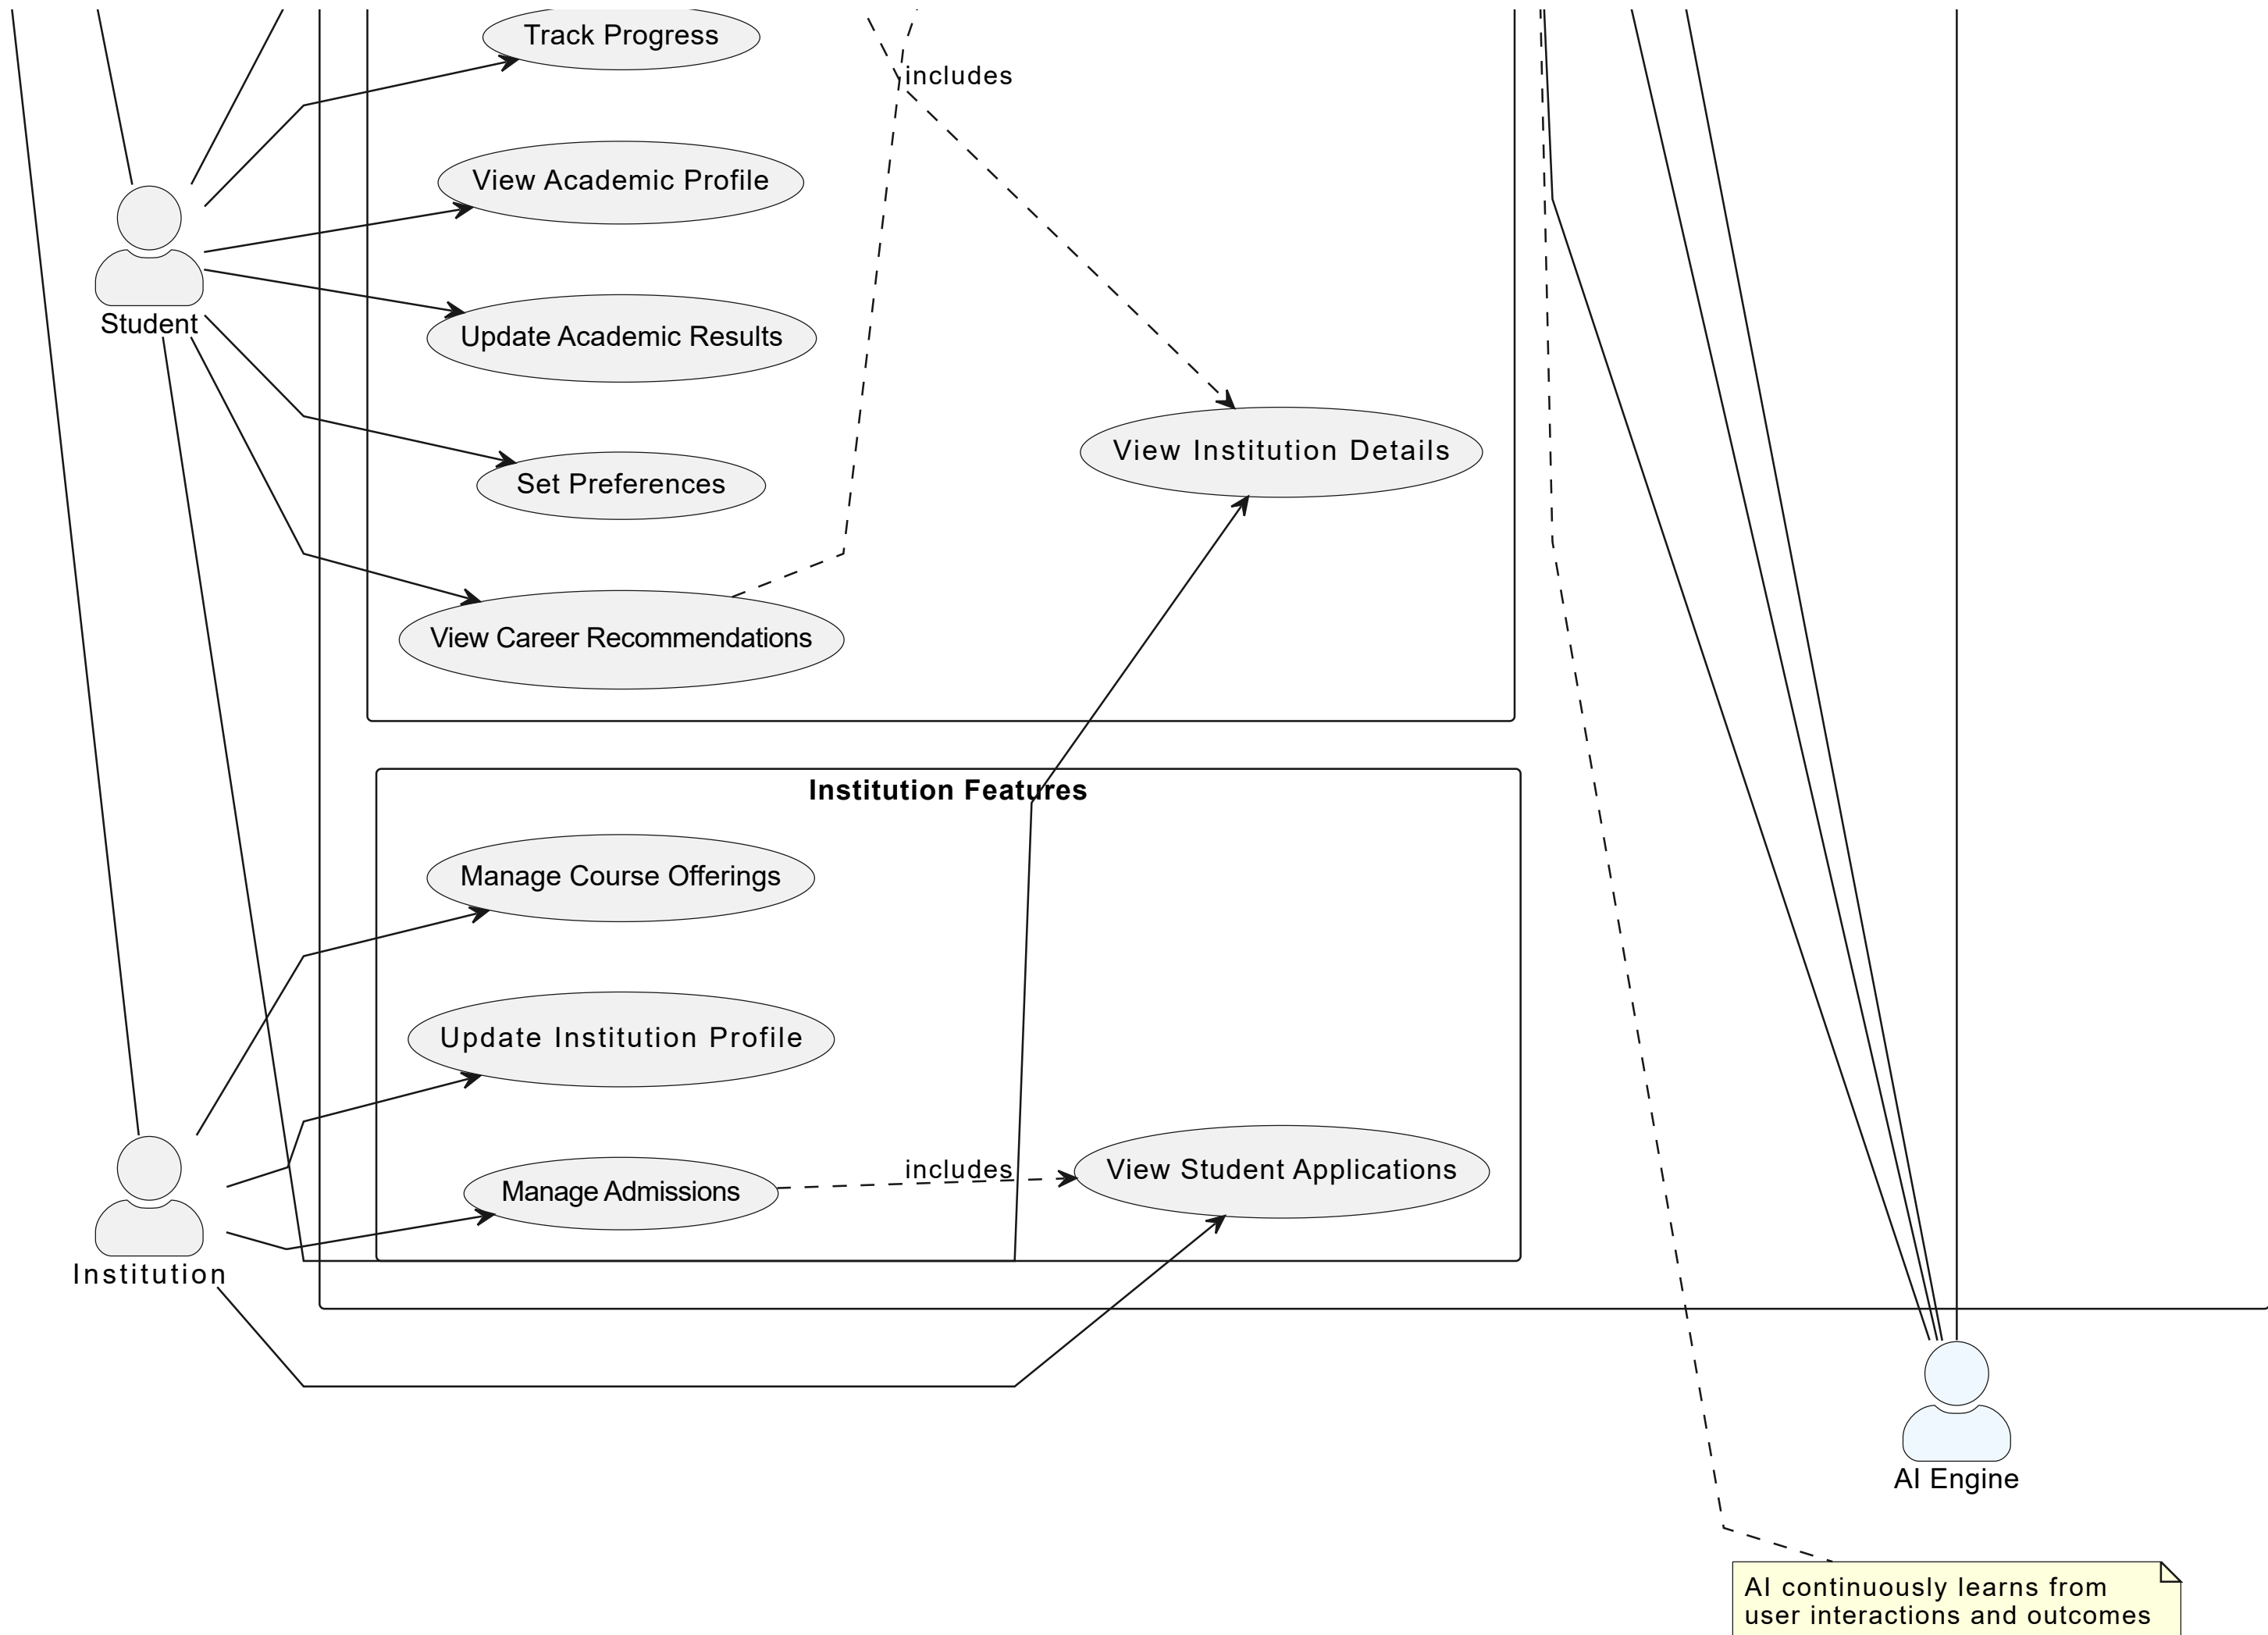 Track Progress
includes
View Academic Profile
Student
Update Academic Results
View Institution Details
Set Preferences
View Career Recommendations
Institution Features
Manage Course Offerings
Update Institution Profile
includes
View Student Applications
Manage Admissions
Institution
AI Engine
AI continuously learns from
user interactions and outcomes